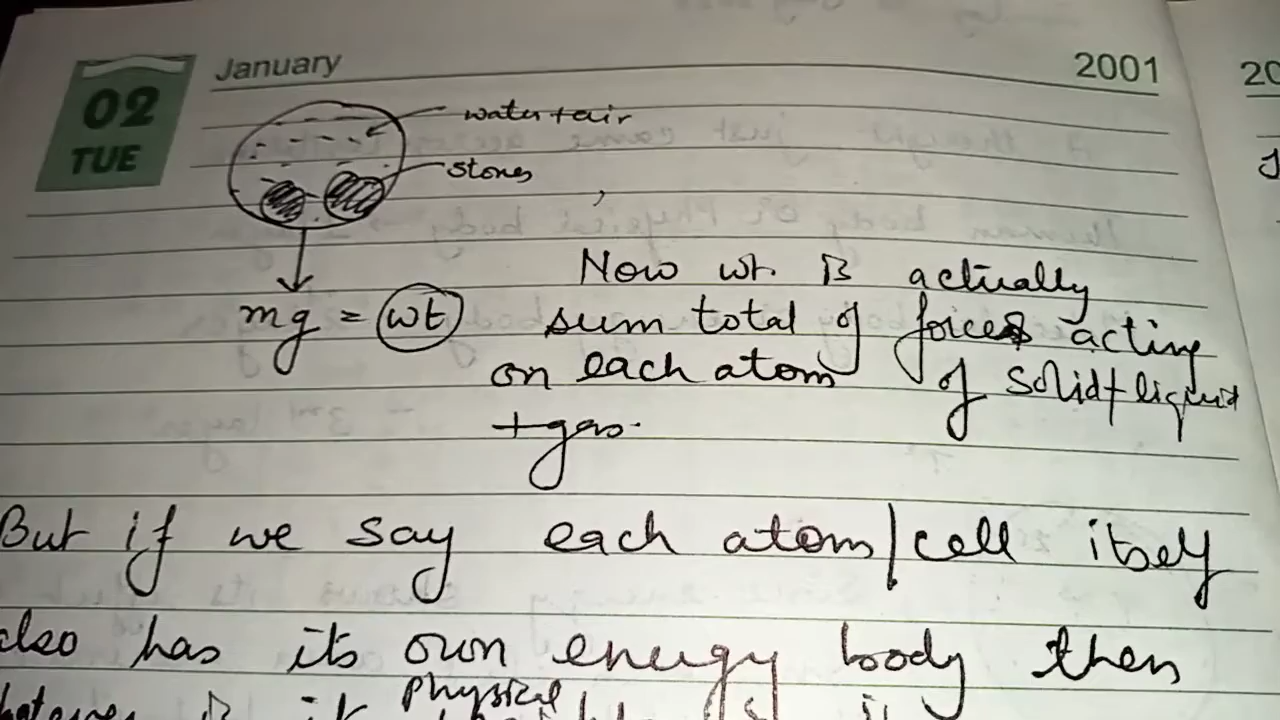 January 2001
02
TUE
water + air
stones
mg = wt
Now wt. is actually
sum total of forces acting
on each atom of solid + liquid
+ gas.
But if we say each atom/cell itself
also has its own energy body then
physical